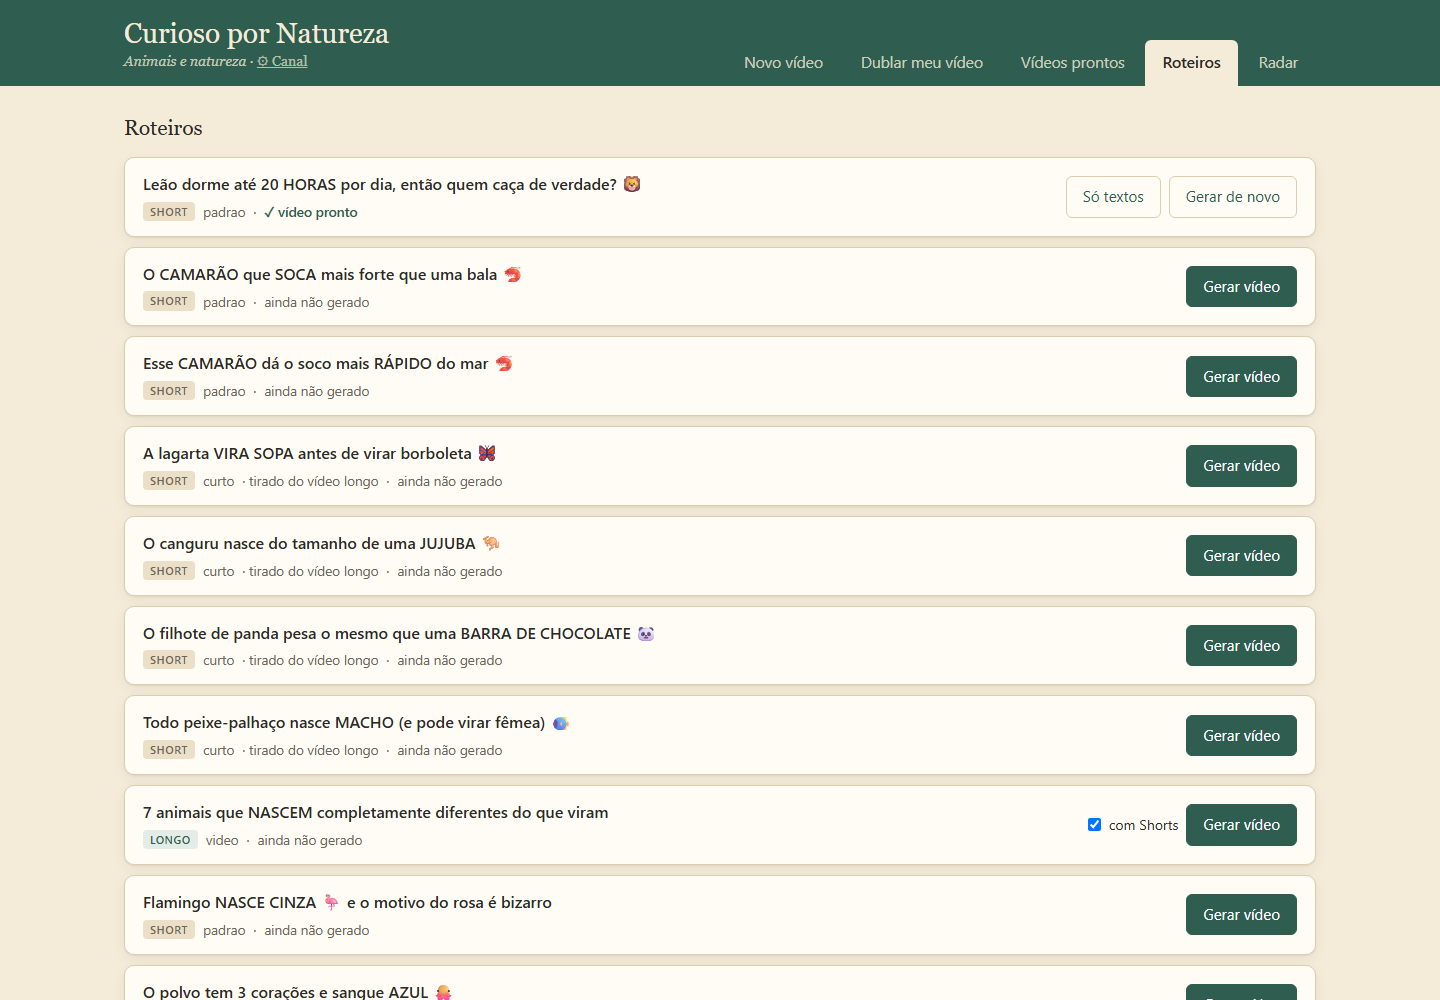 Curioso por Natureza
Animais e natureza · ⚙ Canal
Novo vídeo
Dublar meu vídeo
Vídeos prontos
Roteiros
Radar
Roteiros
Leão dorme até 20 HORAS por dia, então quem caça de verdade? 🦁
SHORT padrao · ✓ vídeo pronto
Só textos
Gerar de novo
O CAMARÃO que SOCA mais forte que uma bala 🦐
SHORT padrao · ainda não gerado
Gerar vídeo
Esse CAMARÃO dá o soco mais RÁPIDO do mar 🦐
SHORT padrao · ainda não gerado
Gerar vídeo
A lagarta VIRA SOPA antes de virar borboleta 🦋
SHORT curto · tirado do vídeo longo · ainda não gerado
Gerar vídeo
O canguru nasce do tamanho de uma JUJUBA 🦘
SHORT curto · tirado do vídeo longo · ainda não gerado
Gerar vídeo
O filhote de panda pesa o mesmo que uma BARRA DE CHOCOLATE 🐼
SHORT curto · tirado do vídeo longo · ainda não gerado
Gerar vídeo
Todo peixe-palhaço nasce MACHO (e pode virar fêmea) 🐠
SHORT curto · tirado do vídeo longo · ainda não gerado
Gerar vídeo
7 animais que NASCEM completamente diferentes do que viram
LONGO video · ainda não gerado
com Shorts
Gerar vídeo
Flamingo NASCE CINZA 🦩 e o motivo do rosa é bizarro
SHORT padrao · ainda não gerado
Gerar vídeo
O polvo tem 3 corações e sangue AZUL 🐙